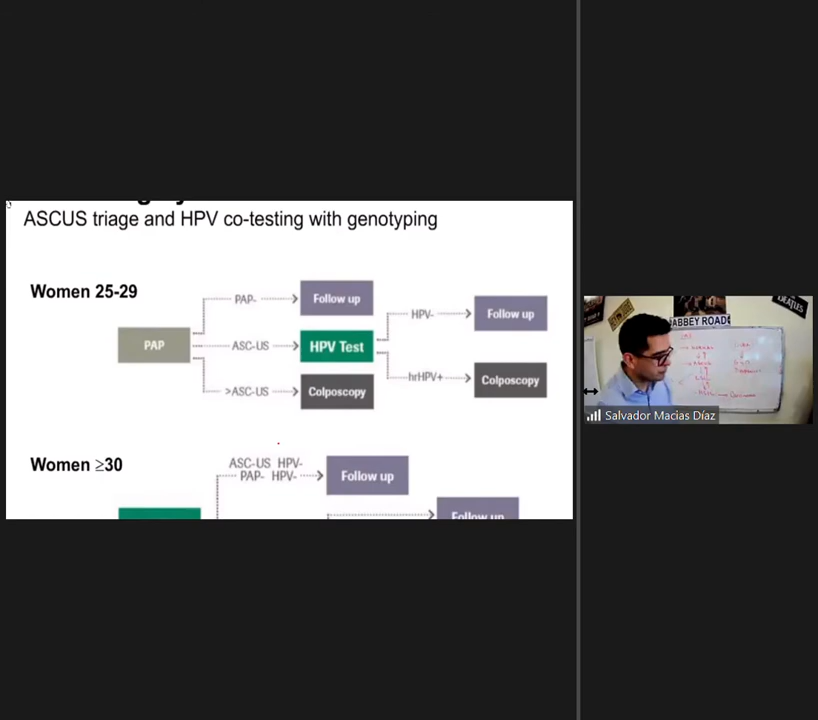 ASCUS triage and HPV co-testing with genotyping
Women 25-29
PAP
PAP-
Follow up
ASC-US
HPV Test
>ASC-US
Colposcopy
HPV-
Follow up
hrHPV+
Colposcopy
Women ≥30
ASC-US HPV-
PAP- HPV-
Follow up
Follow up
ABBEY ROAD
BEATLES
Salvador Macias Díaz